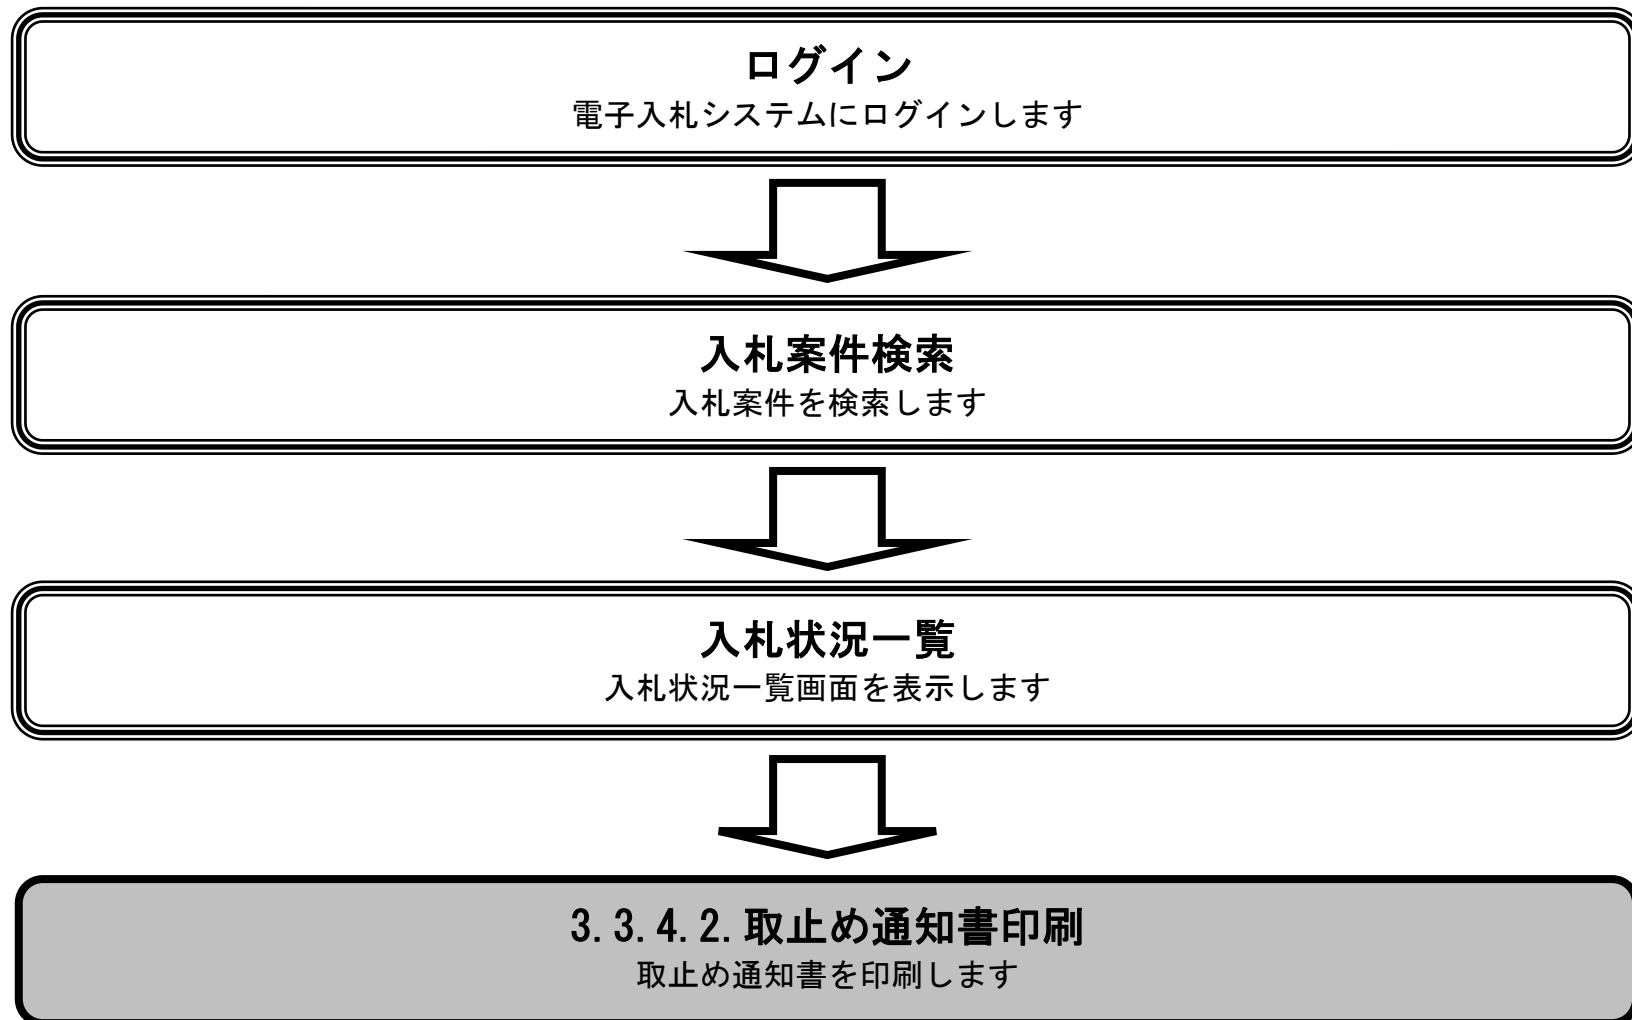 ログイン
電子入札システムにログインします
入札案件検索
入札案件を検索します
入札状況一覧
入札状況一覧画面を表示します
3.3.4.2.取止め通知書印刷
取止め通知書を印刷します